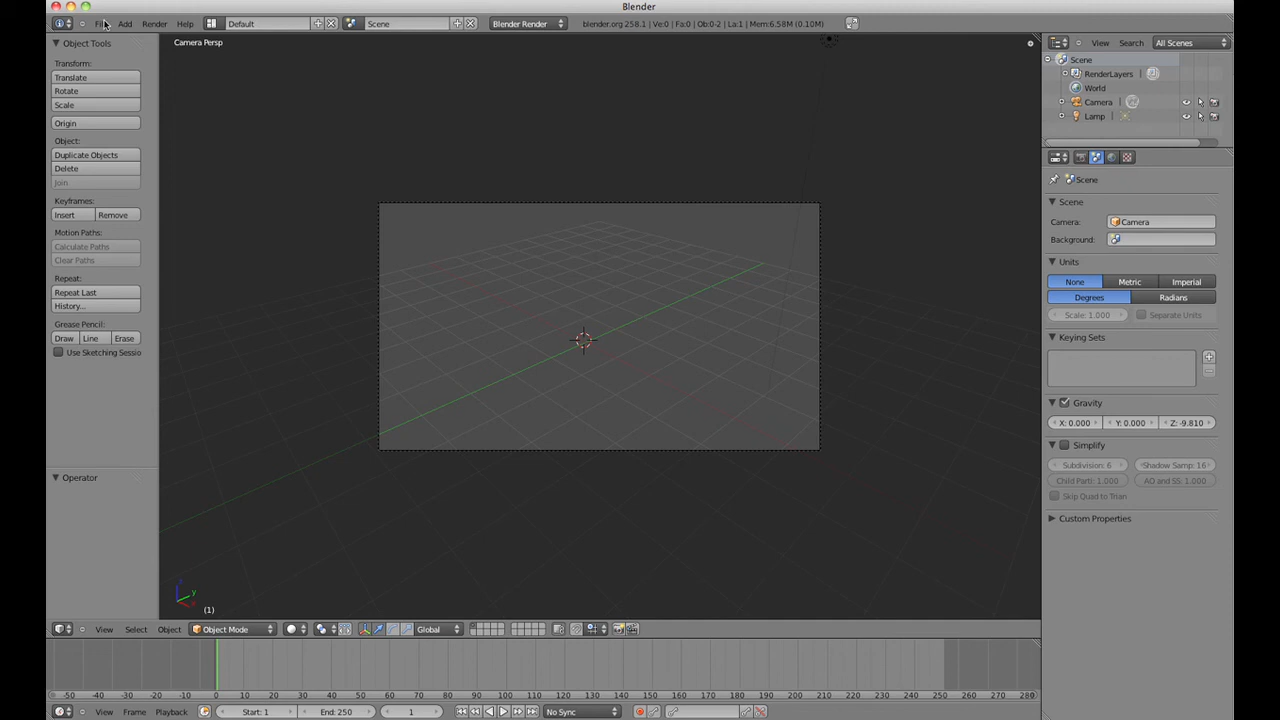 Blender
File Add Render Help Default Scene Blender Render blender.org 258.1 | Ve:0 | Fa:0 | Ob:0-2 | La:1 | Mem:6.58M (0.10M)
Object Tools
Camera Persp
View Search All Scenes
Scene
RenderLayers
World
Camera
Lamp
Transform:
Translate
Rotate
Scale
Origin
Object:
Duplicate Objects
Delete
Join
Keyframes:
Insert Remove
Motion Paths:
Calculate Paths
Clear Paths
Repeat:
Repeat Last
History...
Grease Pencil:
Draw Line Erase
Use Sketching Sessio
Operator
Scene
Scene
Camera: Camera
Background:
Units
None Metric Imperial
Degrees Radians
Scale: 1.000 Separate Units
Keying Sets
Gravity
X: 0.000 Y: 0.000 Z: -9.810
Simplify
Subdivision: 6 Shadow Samp: 16
Child Parti: 1.000 AO and SS: 1.000
Skip Quad to Trian
Custom Properties
z
y
x
(1)
View Select Object Object Mode Global
-50 -40 -30 -20 -10 0 10 20 30 40 50 60 70 80 90 100 110 120 130 140 150 160 170 180 190 200 210 220 230 240 250 260 270 280
View Frame Playback Start: 1 End: 250 1 No Sync